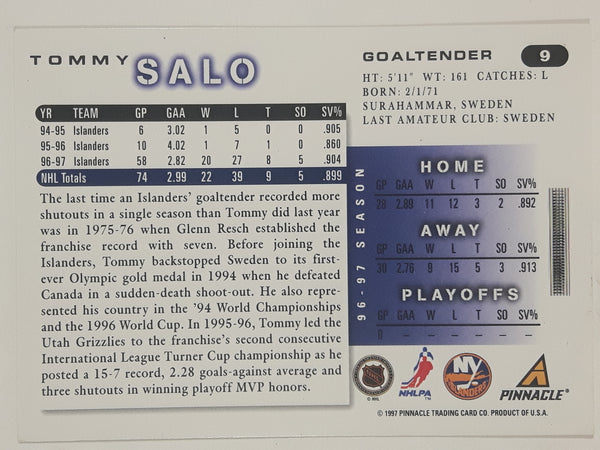 TOMMY SALO
GOALTENDER 9
HT: 5'11" WT: 161 CATCHES: L
BORN: 2/1/71
SURAHAMMAR, SWEDEN
LAST AMATEUR CLUB: SWEDEN
YR TEAM GP GAA W L T SO SV%
94-95 Islanders 6 3.02 1 5 0 0 .905
95-96 Islanders 10 4.02 1 7 1 0 .860
96-97 Islanders 58 2.82 20 27 8 5 .904
NHL Totals 74 2.99 22 39 9 5 .899
The last time an Islanders' goaltender recorded more
shutouts in a single season than Tommy did last year
was in 1975-76 when Glenn Resch established the
franchise record with seven. Before joining the
Islanders, Tommy backstopped Sweden to its first-
ever Olympic gold medal in 1994 when he defeated
Canada in a sudden-death shoot-out. He also repre-
sented his country in the '94 World Championships
and the 1996 World Cup. In 1995-96, Tommy led the
Utah Grizzlies to the franchise's second consecutive
International League Turner Cup championship as he
posted a 15-7 record, 2.28 goals-against average and
three shutouts in winning playoff MVP honors.
96-97 SEASON
HOME
GP GAA W L T SO SV%
28 2.89 11 12 3 2 .892
AWAY
GP GAA W L T SO SV%
30 2.76 9 15 5 3 .913
PLAYOFFS
GP GAA W L T SO SV%
0 – – – – – –
© NHL
NHLPA
NY
ISLANDERS
PINNACLE
© 1997 PINNACLE TRADING CARD CO. PRODUCT OF U.S.A.